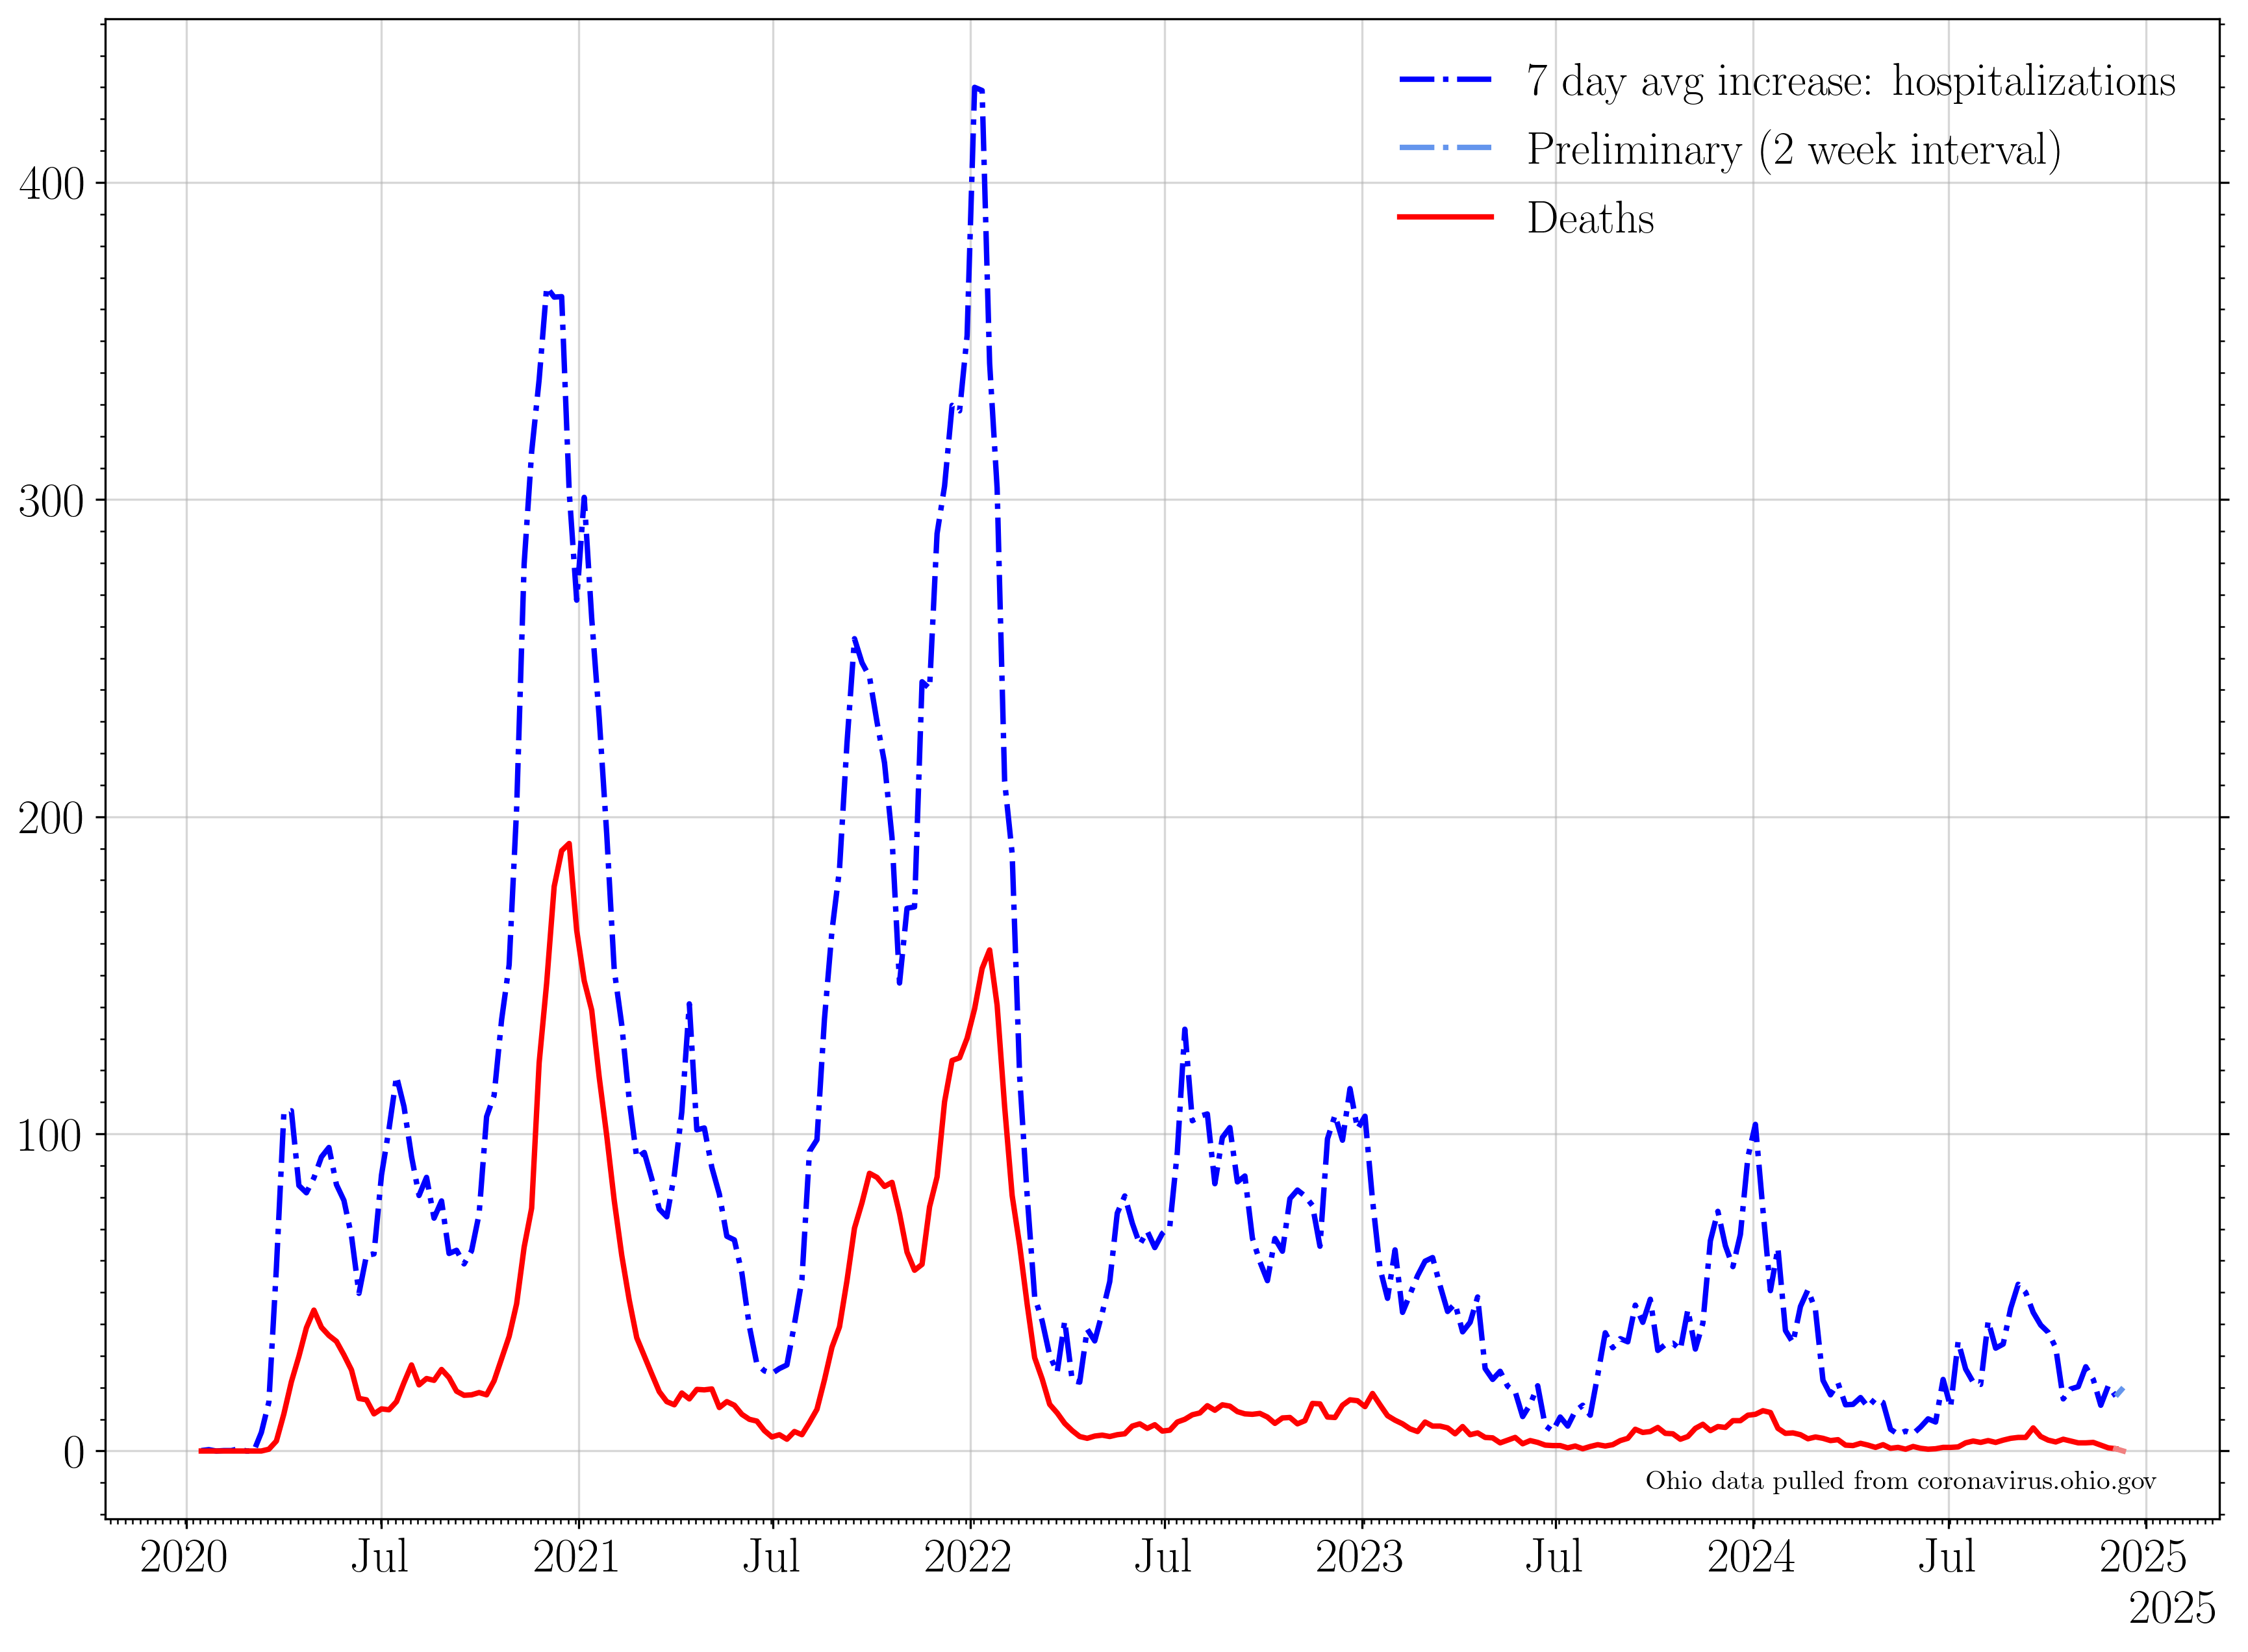 7 day avg increase: hospitalizations
Preliminary (2 week interval)
Deaths
400
300
200
100
0
Ohio data pulled from coronavirus.ohio.gov
2020 Jul 2021 Jul 2022 Jul 2023 Jul 2024 Jul 2025
2025